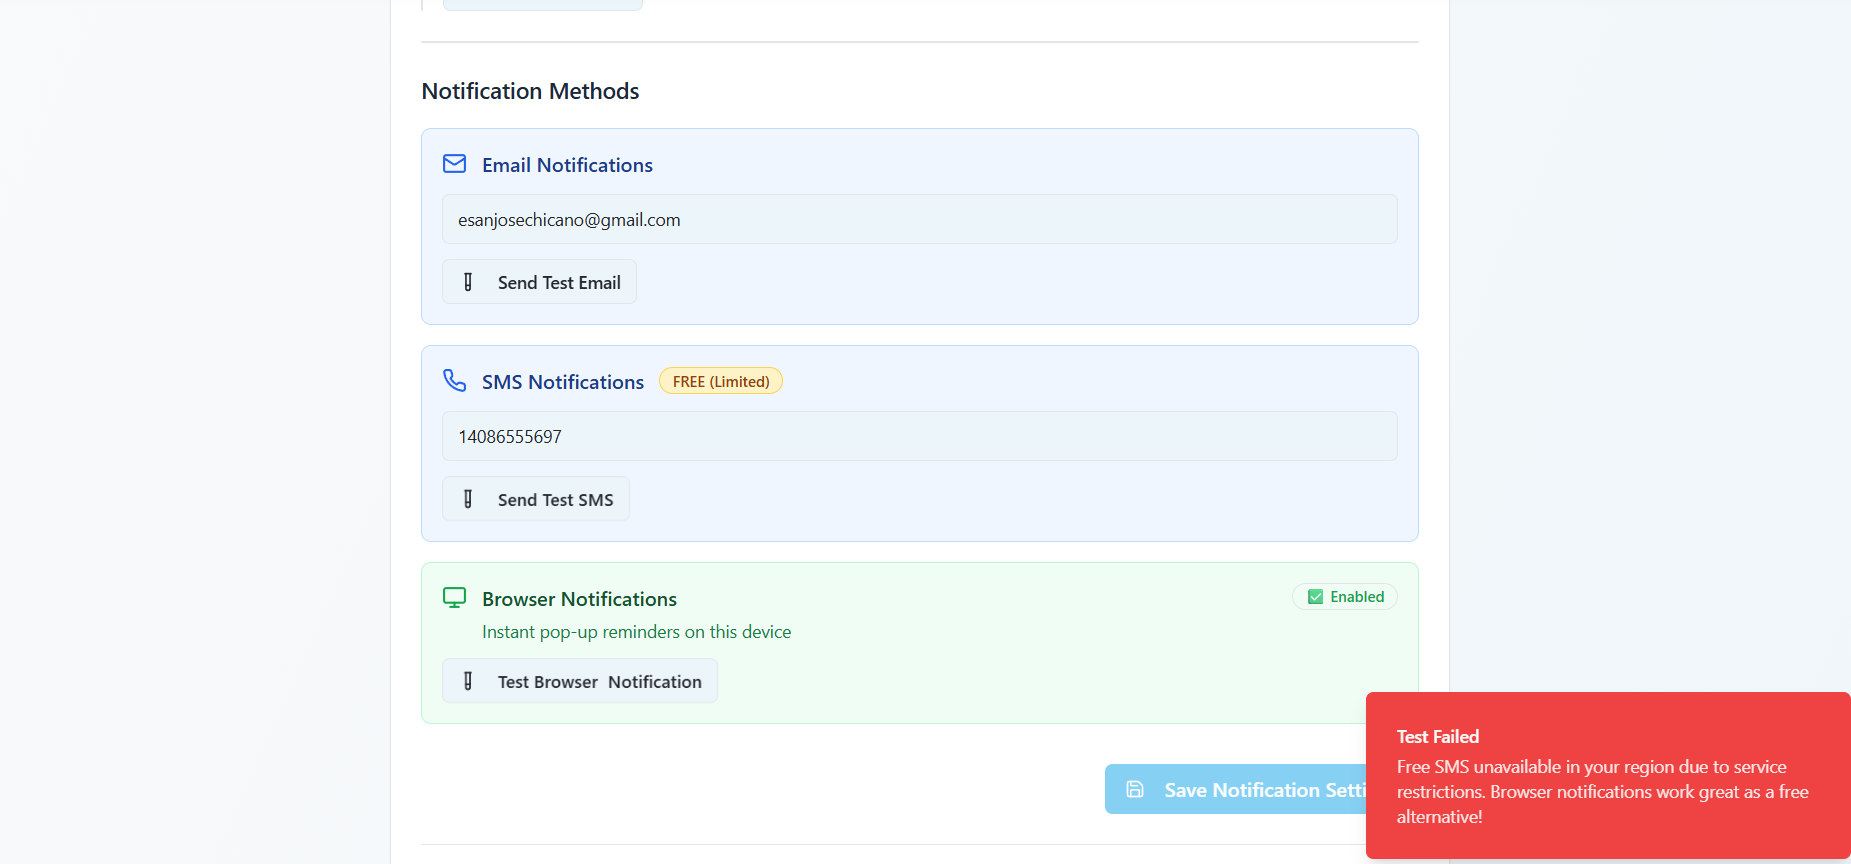 Notification Methods
Email Notifications
esanjosechicano@gmail.com
Send Test Email
SMS Notifications FREE (Limited)
14086555697
Send Test SMS
Browser Notifications
Enabled
Instant pop-up reminders on this device
Test Browser Notification
Save Notification Setti
Test Failed
Free SMS unavailable in your region due to service
restrictions. Browser notifications work great as a free
alternative!